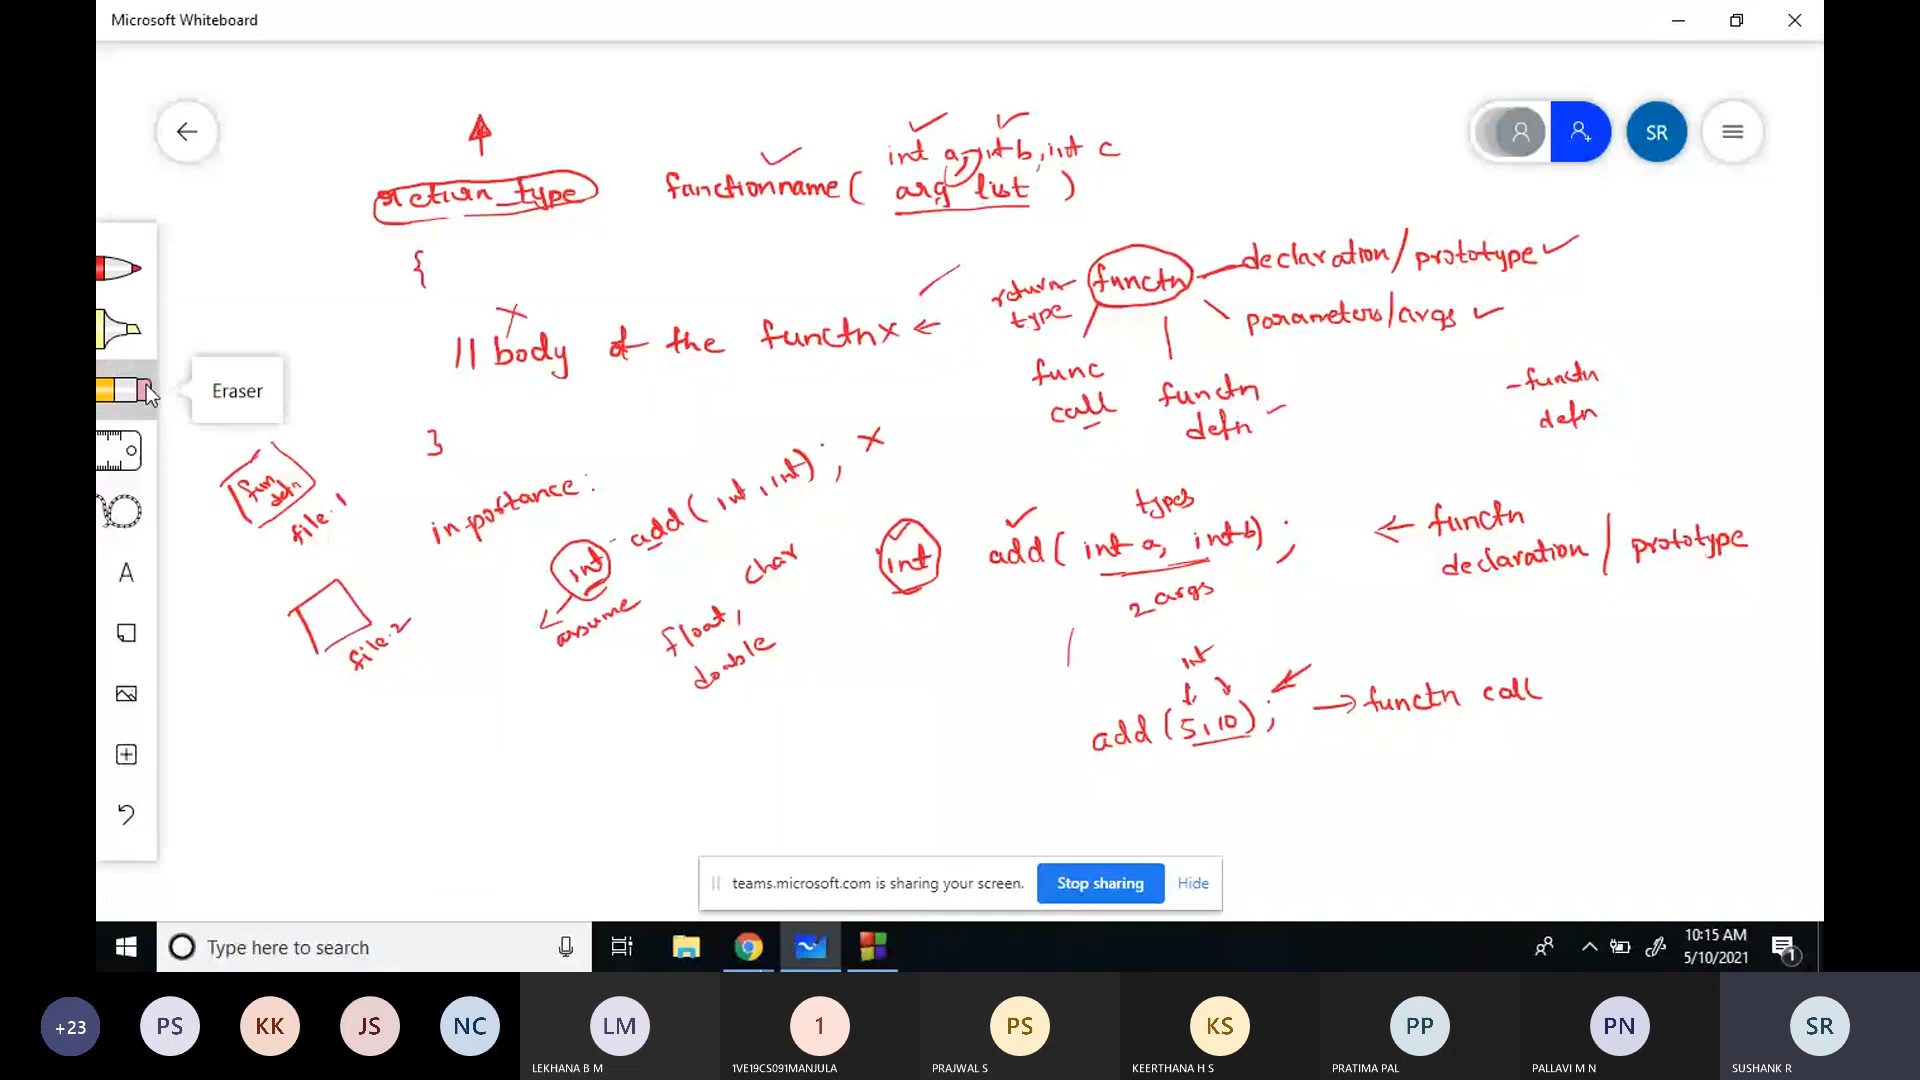 Microsoft Whiteboard
int a, int b, int c
return_type functionname ( arg list )
{
// body of the functn x ←
return type
functn
declaration/prototype
parameters/args
func call
functn defn
- functn defn
}
Eraser
fun defn
file.1
file.2
importance:
int add( int, int) ; x
assume
float, char
double
types
int add( int a, int b) ;
2 args
← functn
declaration / prototype
int
add (5,10); → functn call
SR
teams.microsoft.com is sharing your screen. Stop sharing Hide
Type here to search
10:15 AM
5/10/2021
1
+23 PS KK JS NC LM 1 PS KS PP PN SR
LEKHANA B M 1VE19CS091MANJULA PRAJWAL S KEERTHANA H S PRATIMA PAL PALLAVI M N SUSHANK R